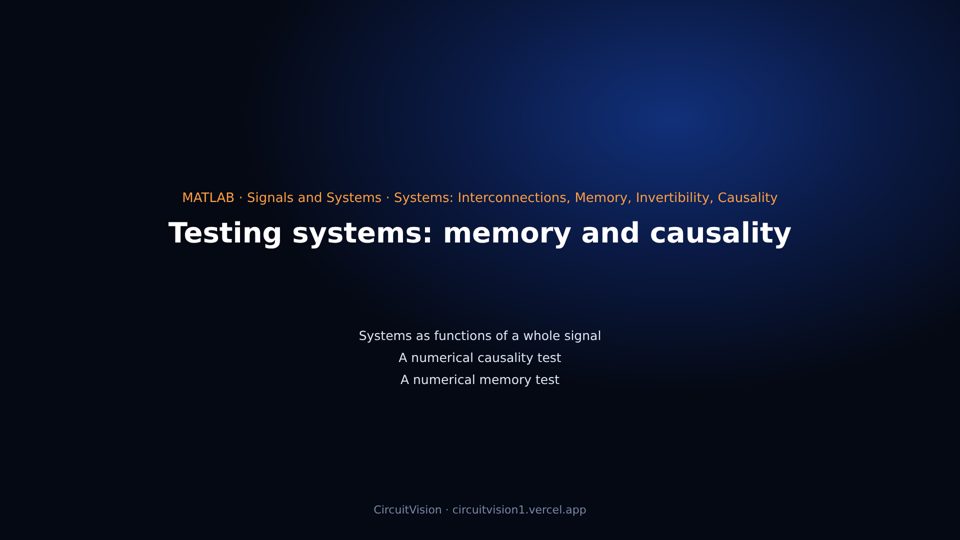 MATLAB · Signals and Systems · Systems: Interconnections, Memory, Invertibility, Causality
Testing systems: memory and causality
Systems as functions of a whole signal
A numerical causality test
A numerical memory test
CircuitVision · circuitvision1.vercel.app